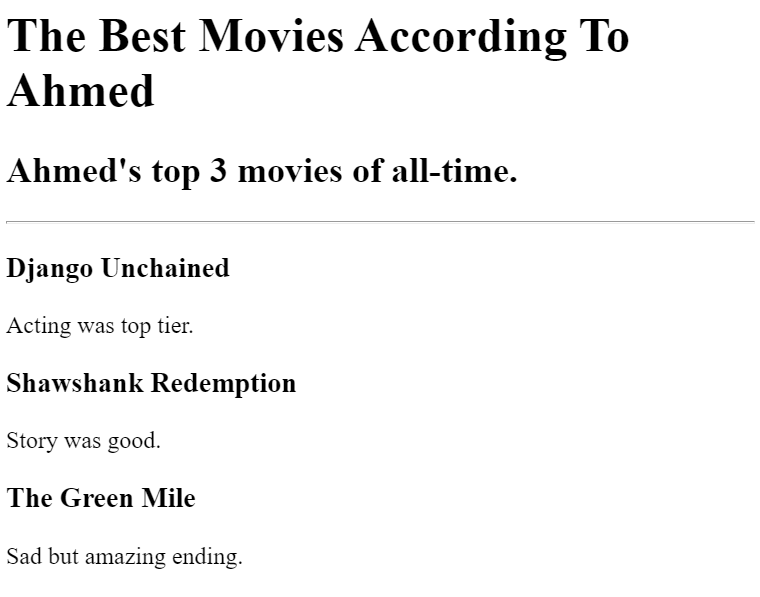 The Best Movies According To
Ahmed
Ahmed's top 3 movies of all-time.
Django Unchained
Acting was top tier.
Shawshank Redemption
Story was good.
The Green Mile
Sad but amazing ending.